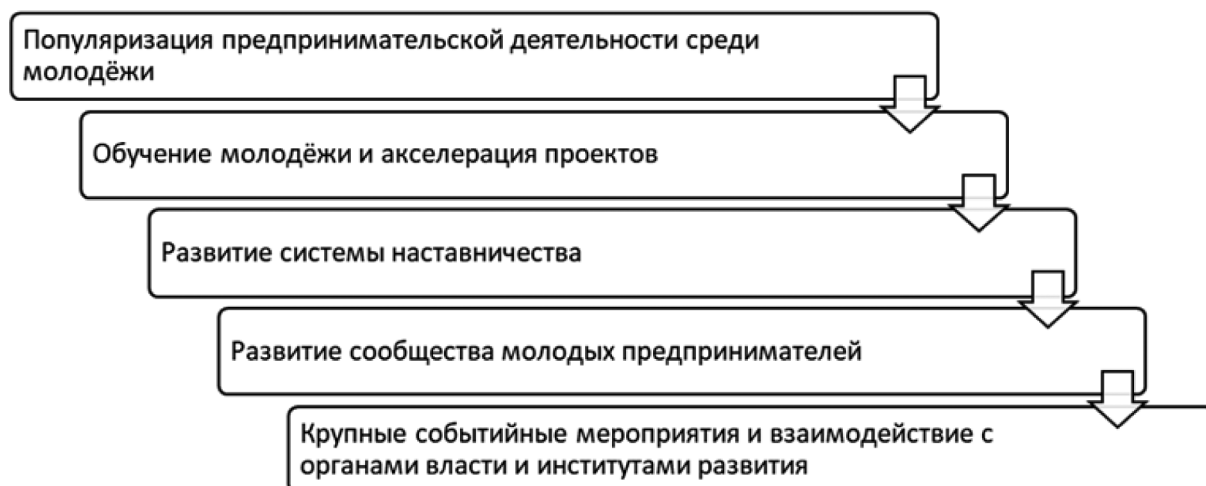 Популяризация предпринимательской деятельности среди
молодёжи
Обучение молодёжи и акселерация проектов
Развитие системы наставничества
Развитие сообщества молодых предпринимателей
Крупные событийные мероприятия и взаимодействие с
органами власти и институтами развития